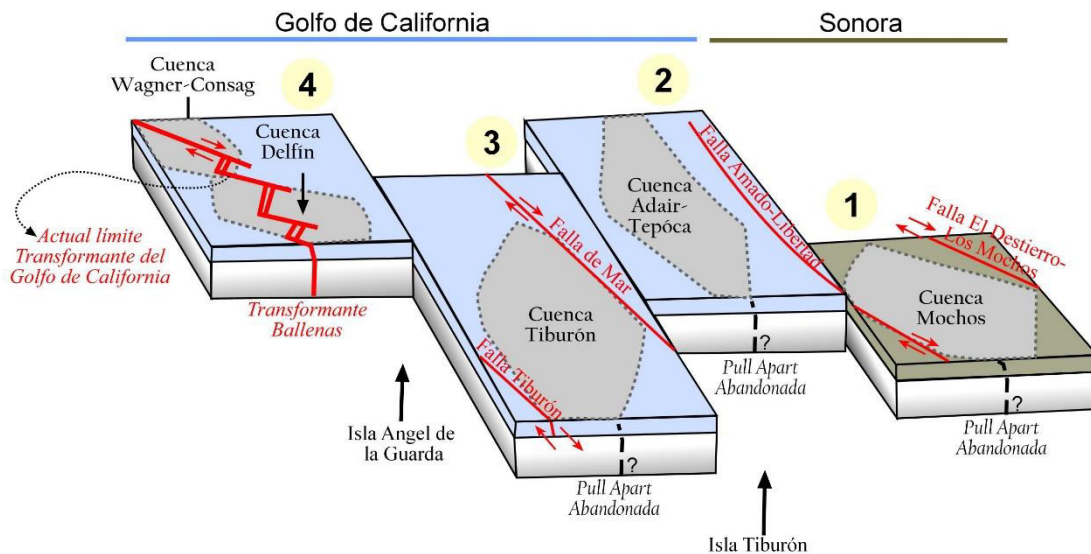 Golfo de California
Sonora
Cuenca
Wagner-Consag
4
Cuenca
Delfín
Actual límite
Transformante del
Golfo de California
Transformante
Ballenas
3
Falla de Mar
Cuenca
Tiburón
Falla Tiburón
?
Pull Apart
Abandonada
Isla Angel de
la Guarda
2
Falla Amado-Libertad
Cuenca
Adair-
Tepóca
?
Pull Apart
Abandonada
1
Falla El Destierro-
Los Mochos
Cuenca
Mochos
?
Pull Apart
Abandonada
Isla Tiburón